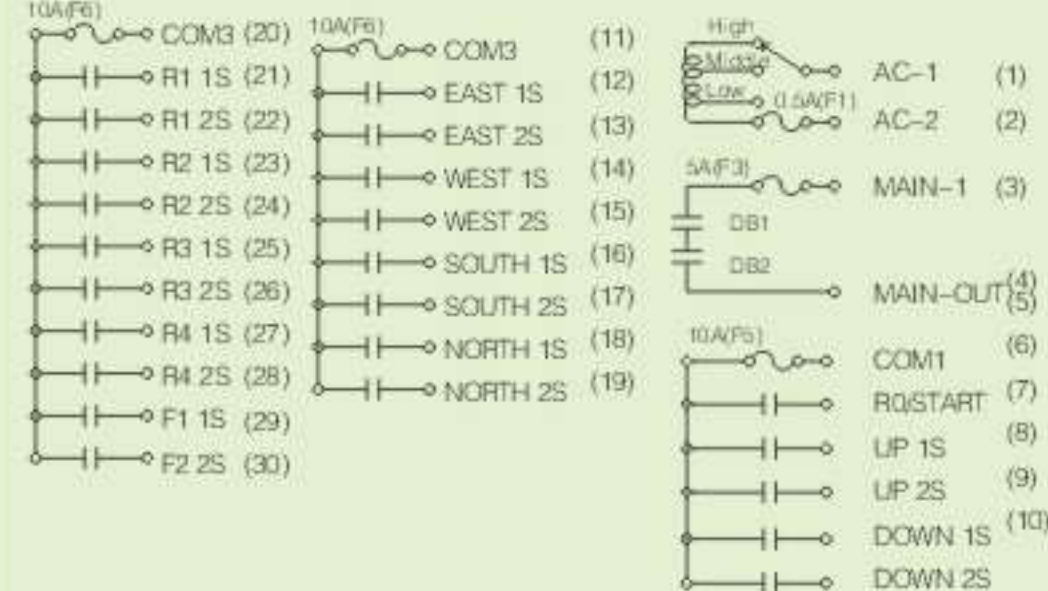 10A(F6)
COM3 (20)
R1 1S (21)
R1 2S (22)
R2 1S (23)
R2 2S (24)
R3 1S (25)
R3 2S (26)
R4 1S (27)
R4 2S (28)
F1 1S (29)
F2 2S (30)
10A(F6)
COM3 (11)
EAST 1S (12)
EAST 2S (13)
WEST 1S (14)
WEST 2S (15)
SOUTH 1S (16)
SOUTH 2S (17)
NORTH 1S (18)
NORTH 2S (19)
High
Middle
Low
AC-1 (1)
0.5A(F1)
AC-2 (2)
5A(F3)
MAIN-1 (3)
DB1
DB2
MAIN-OUT (4)
(5)
10A(F5)
COM1 (6)
R0/START (7)
UP 1S (8)
UP 2S (9)
DOWN 1S (10)
DOWN 2S